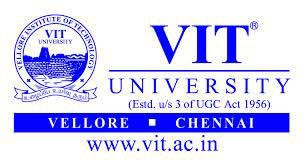 VELLORE INSTITUTE OF TECHNOLOGY
VIT
UNIVERSITY
VIT®
UNIVERSITY
(Estd. u/s 3 of UGC Act 1956)
VELLORE ▪ CHENNAI
www.vit.ac.in